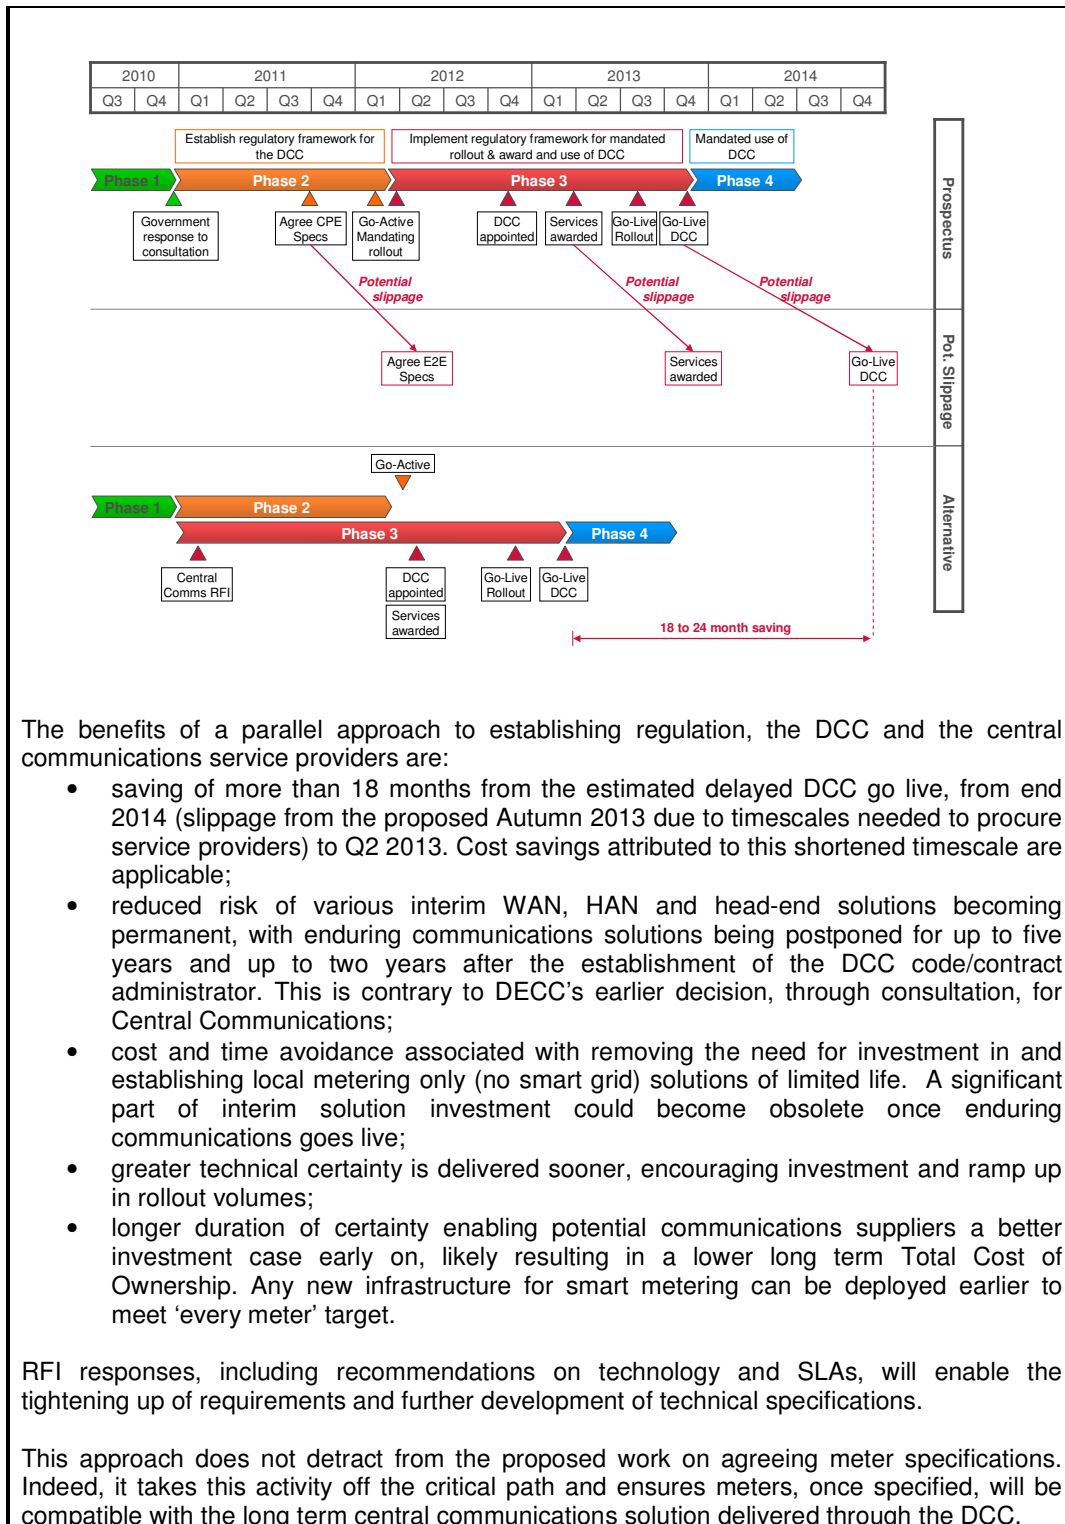 2010 2011 2012 2013 2014
Q3 Q4 Q1 Q2 Q3 Q4 Q1 Q2 Q3 Q4 Q1 Q2 Q3 Q4 Q1 Q2 Q3 Q4
Establish regulatory framework for
the DCC
Implement regulatory framework for mandated
rollout & award and use of DCC
Mandated use of
DCC
Phase 1 Phase 2 Phase 3 Phase 4
Government
response to
consultation
Agree CPE
Specs
Go-Active
Mandating
rollout
DCC
appointed
Services
awarded
Go-Live
Rollout
Go-Live
DCC
Prospectus
Potential
slippage
Potential
slippage
Potential
slippage
Agree E2E
Specs
Services
awarded
Go-Live
DCC
Pot. Slippage
Go-Active
Phase 1 Phase 2
Phase 3 Phase 4
Central
Comms RFI
DCC
appointed
Services
awarded
Go-Live
Rollout
Go-Live
DCC
18 to 24 month saving
Alternative
The benefits of a parallel approach to establishing regulation, the DCC and the central
communications service providers are:
• saving of more than 18 months from the estimated delayed DCC go live, from end
2014 (slippage from the proposed Autumn 2013 due to timescales needed to procure
service providers) to Q2 2013. Cost savings attributed to this shortened timescale are
applicable;
• reduced risk of various interim WAN, HAN and head-end solutions becoming
permanent, with enduring communications solutions being postponed for up to five
years and up to two years after the establishment of the DCC code/contract
administrator. This is contrary to DECC's earlier decision, through consultation, for
Central Communications;
• cost and time avoidance associated with removing the need for investment in and
establishing local metering only (no smart grid) solutions of limited life. A significant
part of interim solution investment could become obsolete once enduring
communications goes live;
• greater technical certainty is delivered sooner, encouraging investment and ramp up
in rollout volumes;
• longer duration of certainty enabling potential communications suppliers a better
investment case early on, likely resulting in a lower long term Total Cost of
Ownership. Any new infrastructure for smart metering can be deployed earlier to
meet 'every meter' target.
RFI responses, including recommendations on technology and SLAs, will enable the
tightening up of requirements and further development of technical specifications.
This approach does not detract from the proposed work on agreeing meter specifications.
Indeed, it takes this activity off the critical path and ensures meters, once specified, will be
compatible with the long term central communications solution delivered through the DCC.